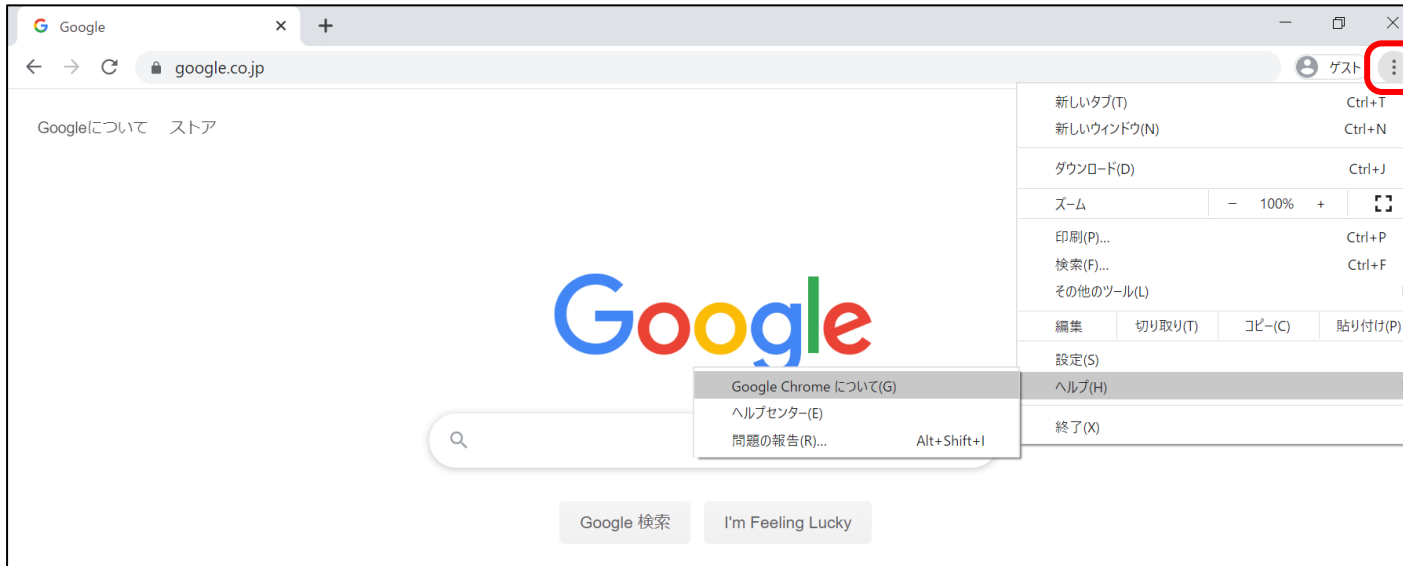 Google
google.co.jp
ゲスト
Googleについて ストア
新しいタブ(T) Ctrl+T
新しいウィンドウ(N) Ctrl+N
ダウンロード(D) Ctrl+J
ズーム - 100% +
印刷(P)... Ctrl+P
検索(F)... Ctrl+F
その他のツール(L)
編集 切り取り(T) コピー(C) 貼り付け(P)
設定(S)
ヘルプ(H)
終了(X)
Google
Google Chrome について(G)
ヘルプセンター(E)
問題の報告(R)... Alt+Shift+I
Google 検索 I'm Feeling Lucky